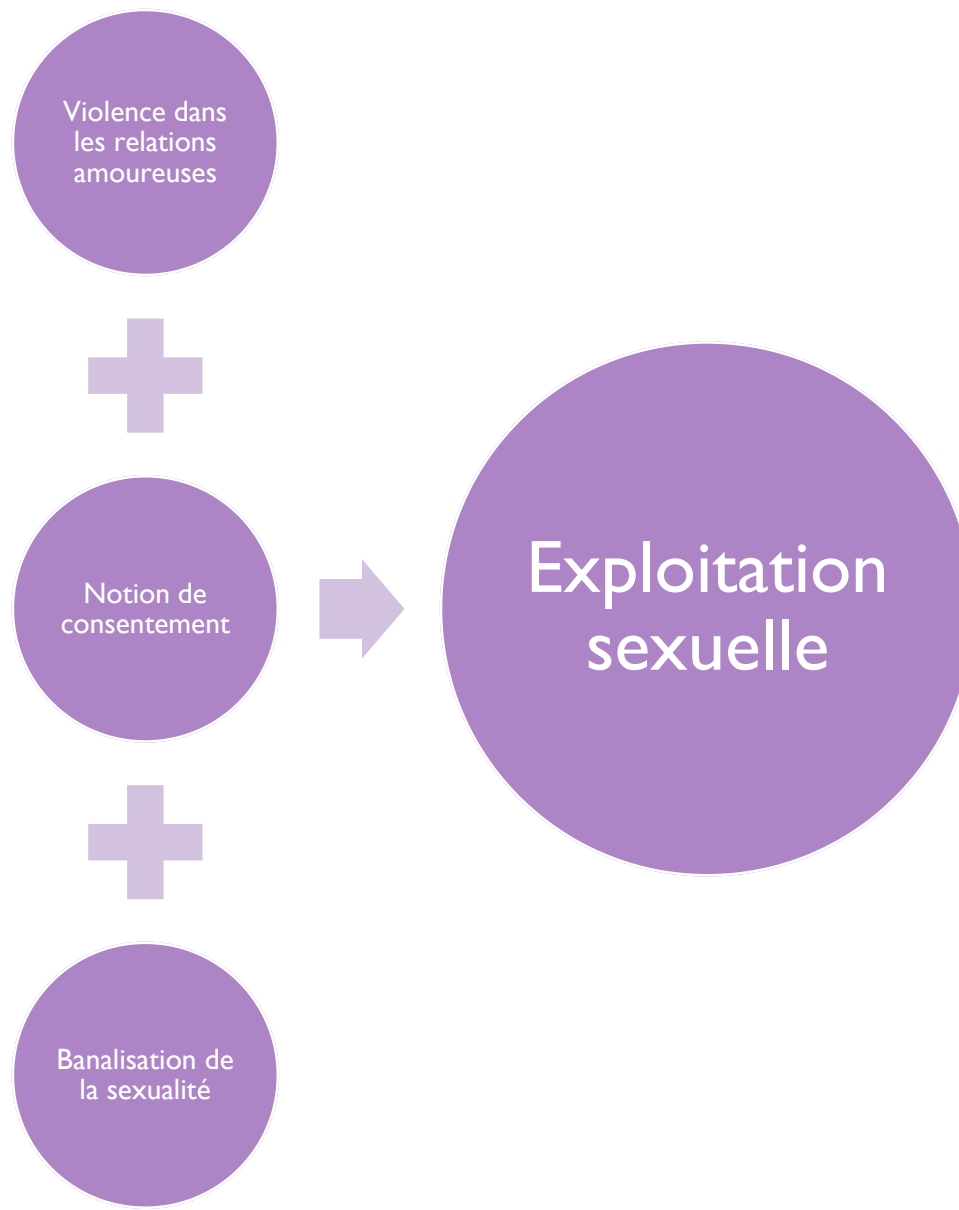 Violence dans
les relations
amoureuses
Notion de
consentement
Exploitation
sexuelle
Banalisation de
la sexualité